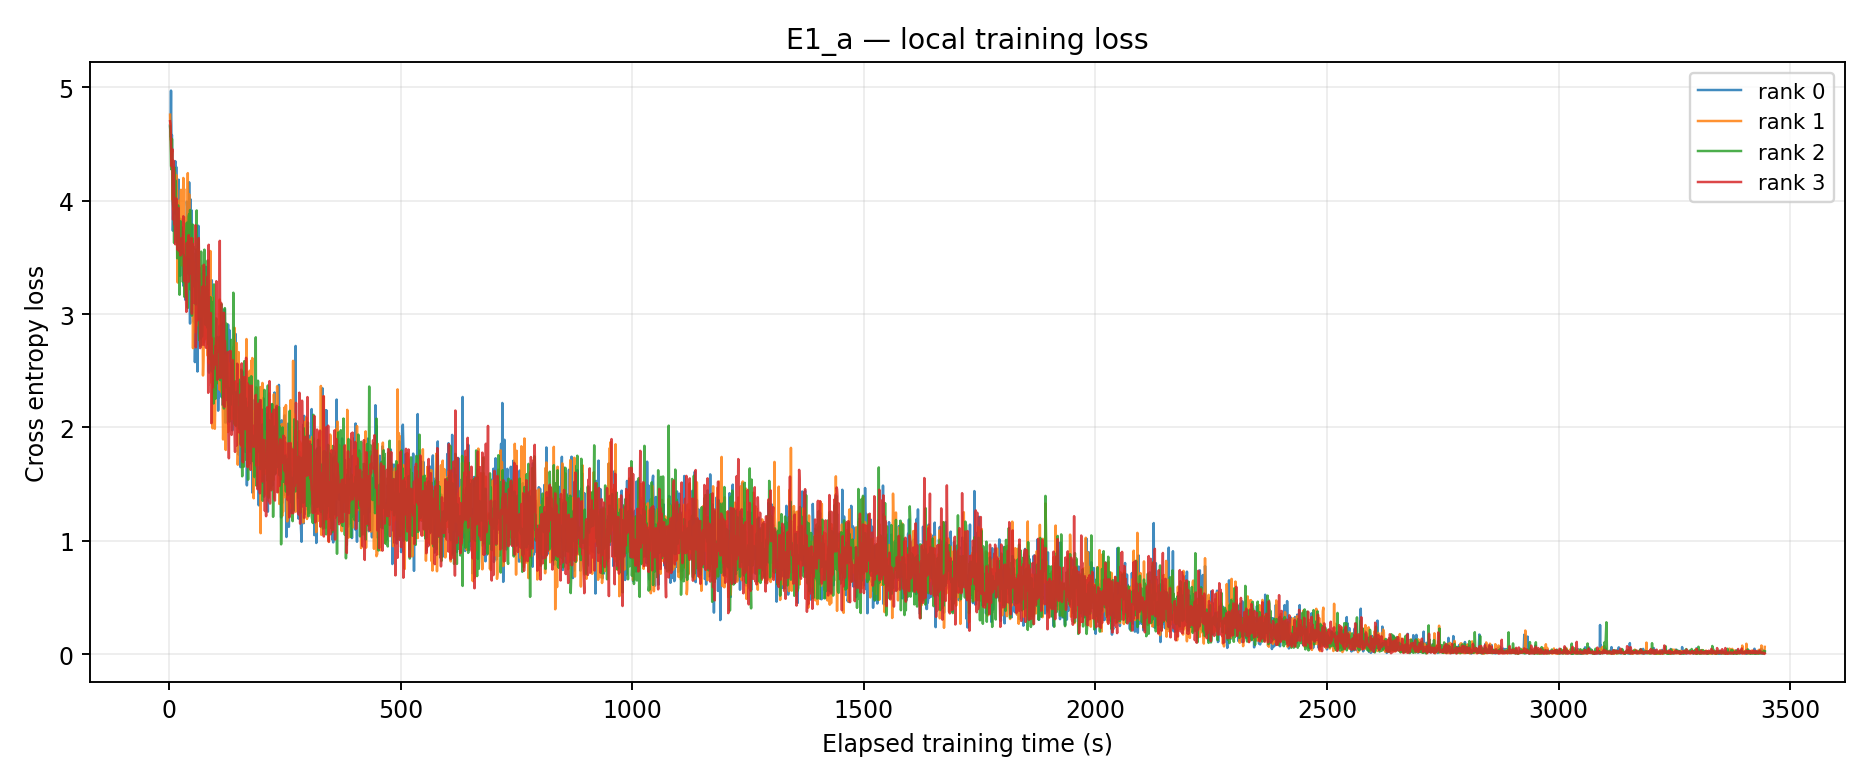 E1_a — local training loss
5
4
3
2
1
0
Cross entropy loss
rank 0
rank 1
rank 2
rank 3
0 500 1000 1500 2000 2500 3000 3500
Elapsed training time (s)